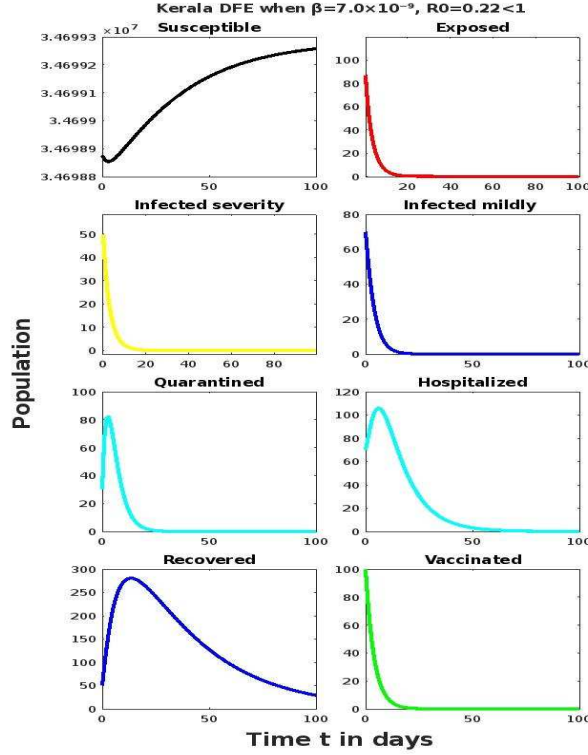 Kerala DFE when β=7.0×10⁻⁹, R0=0.22<1
Susceptible
×10⁷
3.46993
3.46992
3.46991
3.4699
3.46989
3.46988
0 50 100
Exposed
100
80
60
40
20
0
20 40 60 80 100
Infected severity
50
40
30
20
10
0
0 20 40 60 80
Infected mildly
80
60
40
20
0
0 50 100
Population
Quarantined
100
80
60
40
20
0
0 50 100
Hospitalized
120
100
80
60
40
20
0
0 50 100
Recovered
300
250
200
150
100
50
0
0 50 100
Vaccinated
100
80
60
40
20
0
0 50 100
Time t in days